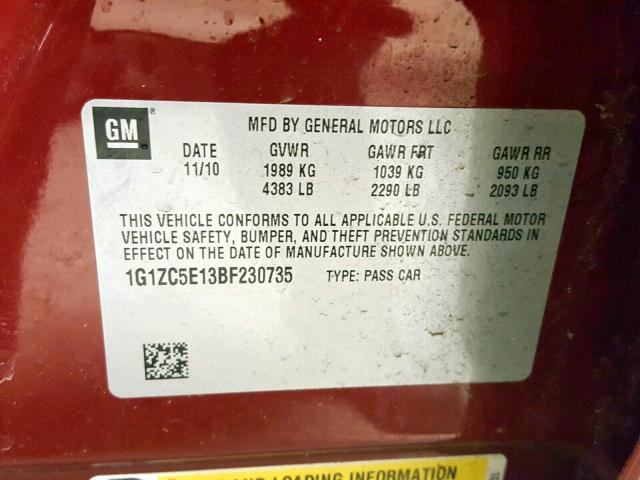 GM
MFD BY GENERAL MOTORS LLC
DATE GVWR GAWR FRT GAWR RR
11/10 1989 KG 1039 KG 950 KG
4383 LB 2290 LB 2093 LB
THIS VEHICLE CONFORMS TO ALL APPLICABLE U.S. FEDERAL MOTOR
VEHICLE SAFETY, BUMPER, AND THEFT PREVENTION STANDARDS IN
EFFECT ON THE DATE OF MANUFACTURE SHOWN ABOVE.
1G1ZC5E13BF230735 TYPE: PASS CAR
AND LOADING INFORMATION